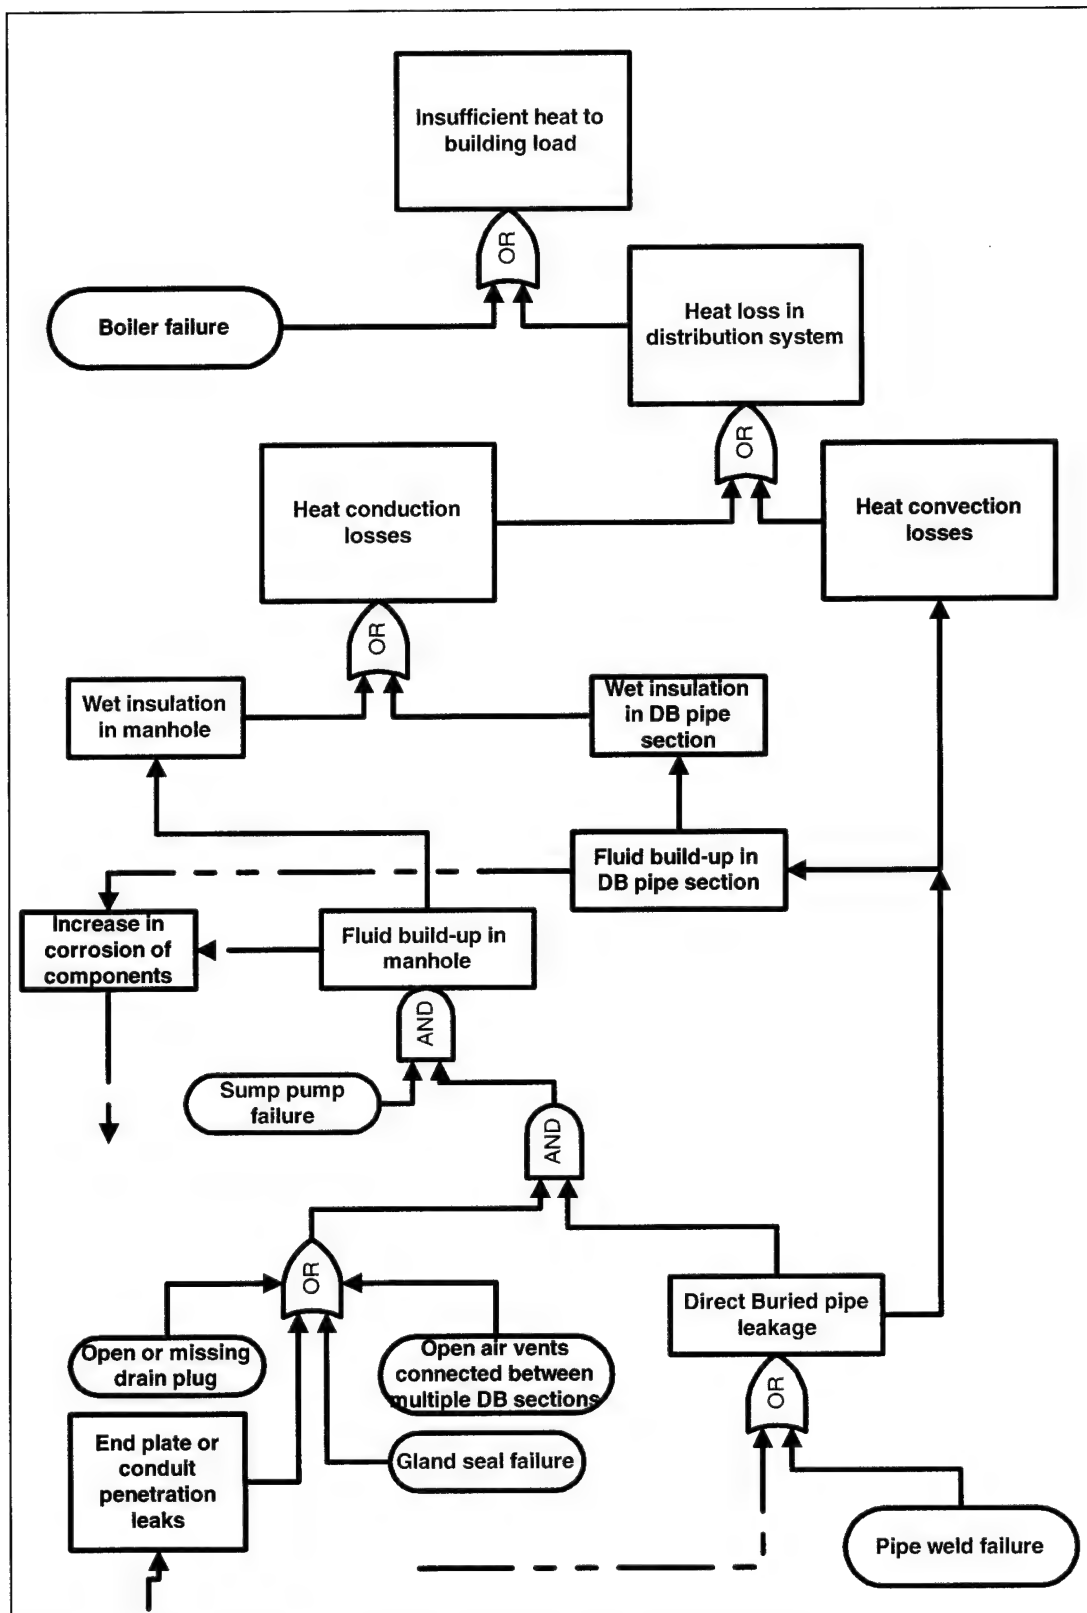 Insufficient heat to
building load
OR
Boiler failure
Heat loss in
distribution system
OR
Heat conduction
losses
Heat convection
losses
OR
Wet insulation
in manhole
Wet insulation
in DB pipe
section
Fluid build-up in
DB pipe section
Increase in
corrosion of
components
Fluid build-up in
manhole
AND
Sump pump
failure
AND
OR
Direct Buried pipe
leakage
Open or missing
drain plug
Open air vents
connected between
multiple DB sections
OR
End plate or
conduit
penetration
leaks
Gland seal failure
Pipe weld failure